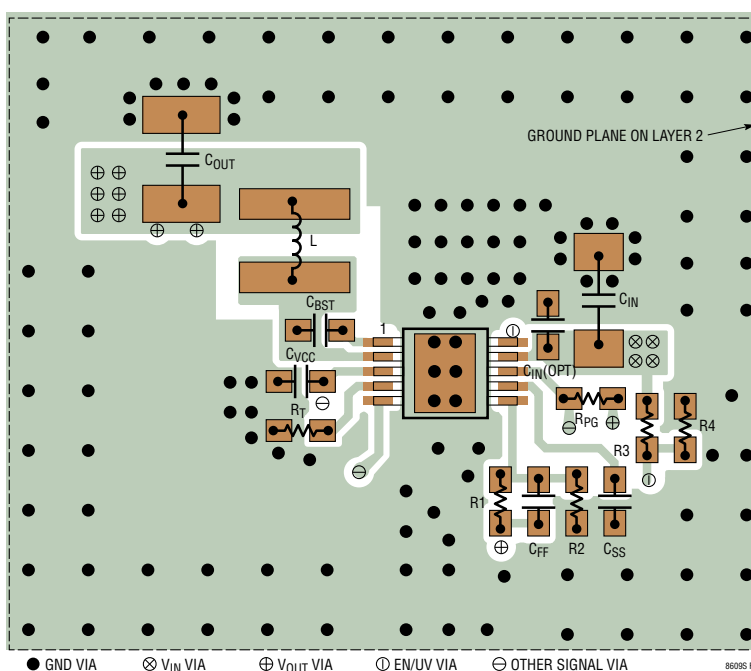 GROUND PLANE ON LAYER 2
COUT
L
CBST
CIN
1
CVCC
CIN(OPT)
RT
RPG
R3
R4
R1
CFF
R2
CSS
GND VIA
VIN VIA
VOUT VIA
EN/UV VIA
OTHER SIGNAL VIA